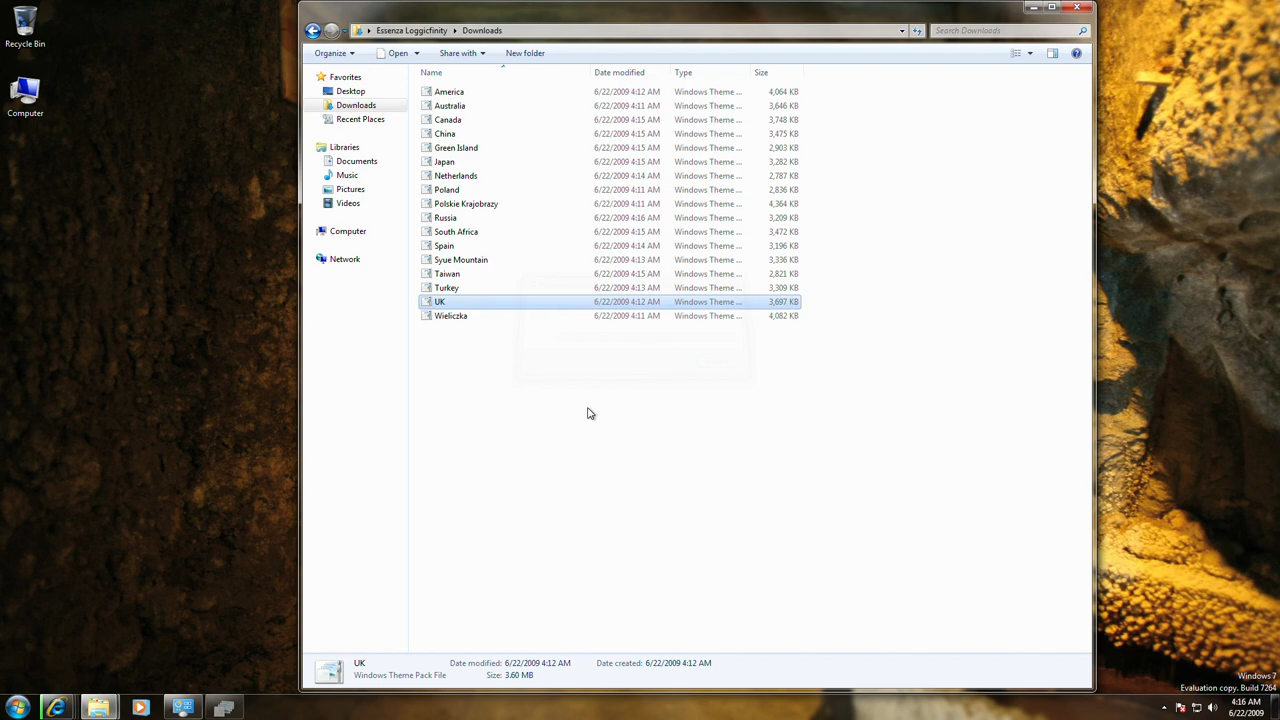 Recycle Bin
Computer
Essenza Loggicfinity Downloads
Search Downloads
Organize Open Share with New folder
Favorites
Desktop
Downloads
Recent Places
Libraries
Documents
Music
Pictures
Videos
Computer
Network
Name Date modified Type Size
America 6/22/2009 4:12 AM Windows Theme ... 4,064 KB
Australia 6/22/2009 4:11 AM Windows Theme ... 3,646 KB
Canada 6/22/2009 4:15 AM Windows Theme ... 3,748 KB
China 6/22/2009 4:15 AM Windows Theme ... 3,475 KB
Green Island 6/22/2009 4:15 AM Windows Theme ... 2,903 KB
Japan 6/22/2009 4:15 AM Windows Theme ... 3,282 KB
Netherlands 6/22/2009 4:14 AM Windows Theme ... 2,787 KB
Poland 6/22/2009 4:11 AM Windows Theme ... 2,836 KB
Polskie Krajobrazy 6/22/2009 4:11 AM Windows Theme ... 4,364 KB
Russia 6/22/2009 4:16 AM Windows Theme ... 3,209 KB
South Africa 6/22/2009 4:15 AM Windows Theme ... 3,472 KB
Spain 6/22/2009 4:14 AM Windows Theme ... 3,196 KB
Syue Mountain 6/22/2009 4:13 AM Windows Theme ... 3,336 KB
Taiwan 6/22/2009 4:15 AM Windows Theme ... 2,821 KB
Turkey 6/22/2009 4:13 AM Windows Theme ... 3,309 KB
UK 6/22/2009 4:12 AM Windows Theme ... 3,697 KB
Wieliczka 6/22/2009 4:11 AM Windows Theme ... 4,082 KB
UK Date modified: 6/22/2009 4:12 AM Date created: 6/22/2009 4:12 AM
Windows Theme Pack File Size: 3.60 MB
Windows 7
Evaluation copy. Build 7264
4:16 AM
6/22/2009